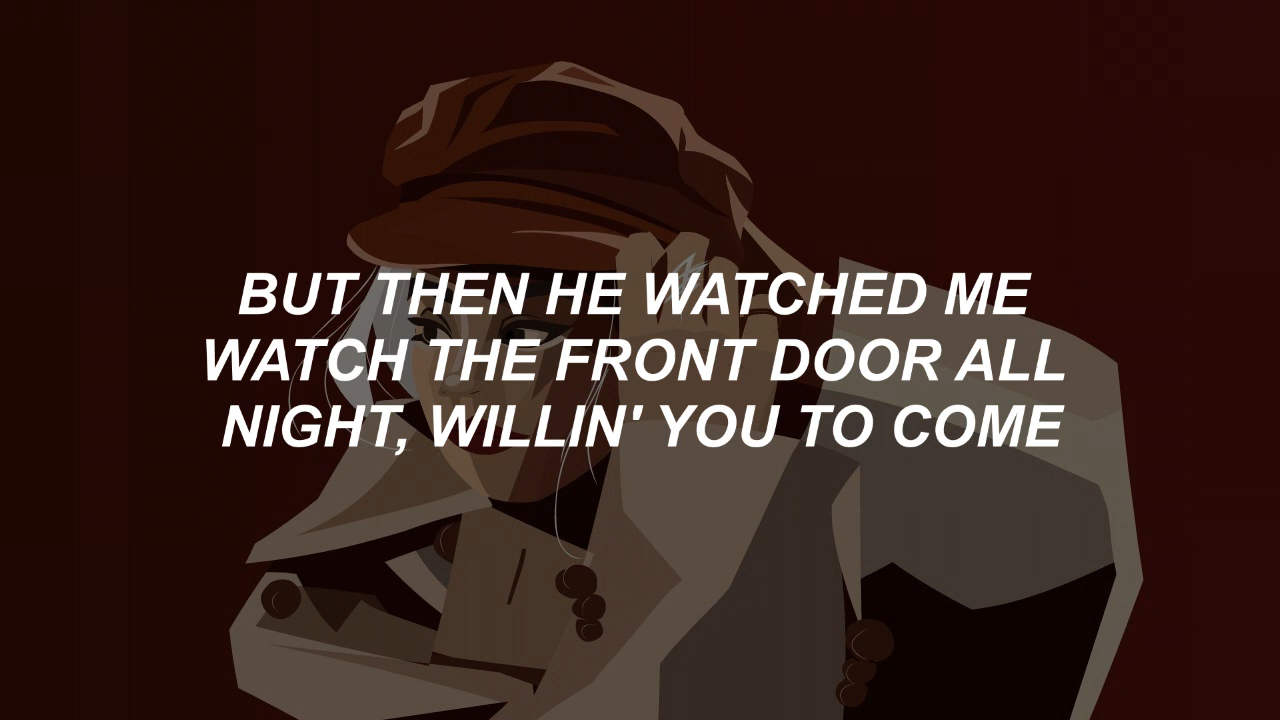 BUT THEN HE WATCHED ME
WATCH THE FRONT DOOR ALL
NIGHT, WILLIN' YOU TO COME